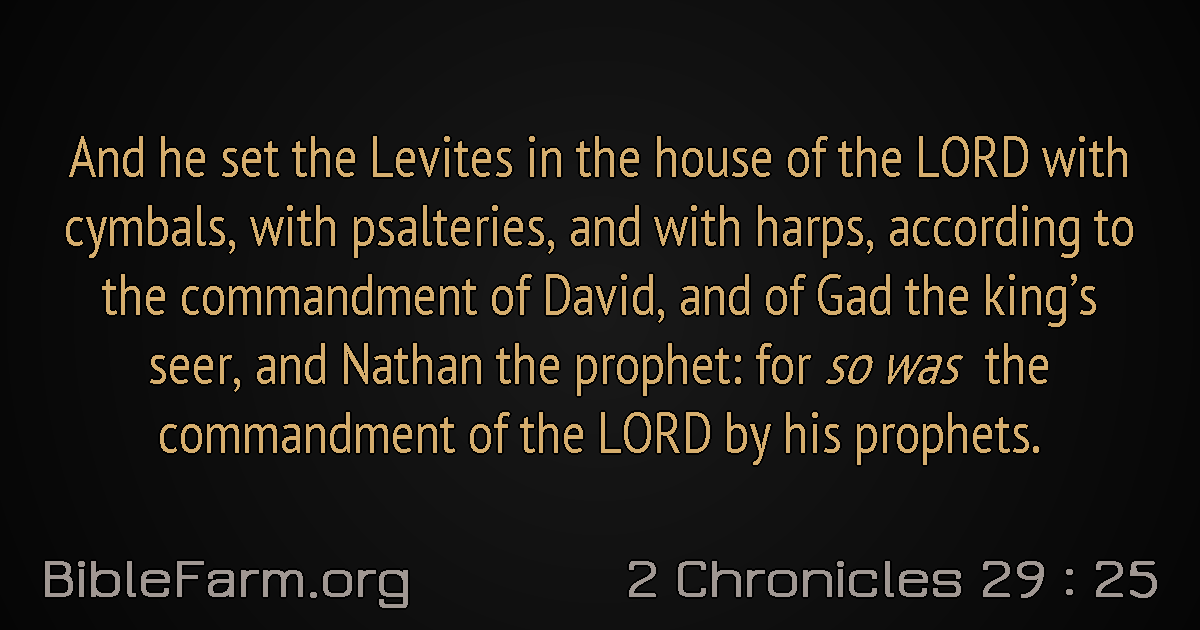 And he set the Levites in the house of the LORD with
cymbals, with psalteries, and with harps, according to
the commandment of David, and of Gad the king’s
seer, and Nathan the prophet: for so was the
commandment of the LORD by his prophets.
BibleFarm.org
2 Chronicles 29 : 25